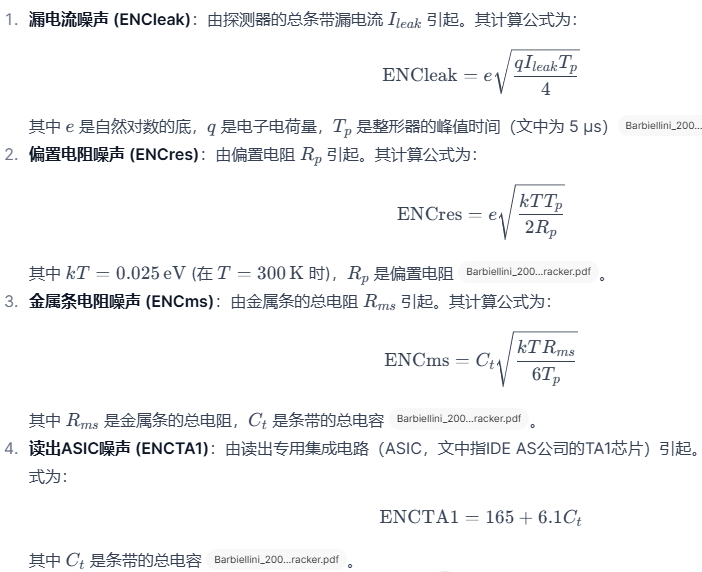 1. 漏电流噪声 (ENCleak)：由探测器的总条带漏电流 I_{leak} 引起。其计算公式为：
ENCleak = e\sqrt{\frac{qI_{leak}T_p}{4}}
其中 e 是自然对数的底，q 是电子电荷量，T_p 是整形器的峰值时间（文中为 5 μs） Barbiellini_200...
2. 偏置电阻噪声 (ENCres)：由偏置电阻 R_p 引起。其计算公式为：
ENCres = e\sqrt{\frac{kTT_p}{2R_p}}
其中 kT = 0.025 eV (在 T = 300 K 时)，R_p 是偏置电阻 Barbiellini_200...racker.pdf 。
3. 金属条电阻噪声 (ENCms)：由金属条的总电阻 R_{ms} 引起。其计算公式为：
ENCms = C_t\sqrt{\frac{kTR_{ms}}{6T_p}}
其中 R_{ms} 是金属条的总电阻，C_t 是条带的总电容 Barbiellini_200...racker.pdf 。
4. 读出ASIC噪声 (ENCTA1)：由读出专用集成电路（ASIC，文中指IDE AS公司的TA1芯片）引起。
式为：
ENCTA1 = 165 + 6.1C_t
其中 C_t 是条带的总电容 Barbiellini_200...racker.pdf 。